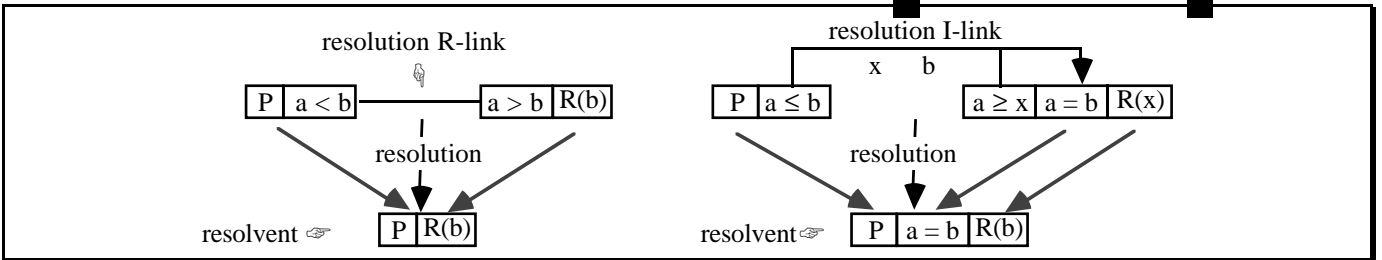 resolution R-link
☟
P a < b a > b R(b)
resolution
resolvent ☞ P R(b)
resolution I-link
x b
P a ≤ b a ≥ x a = b R(x)
resolution
resolvent ☞ P a = b R(b)